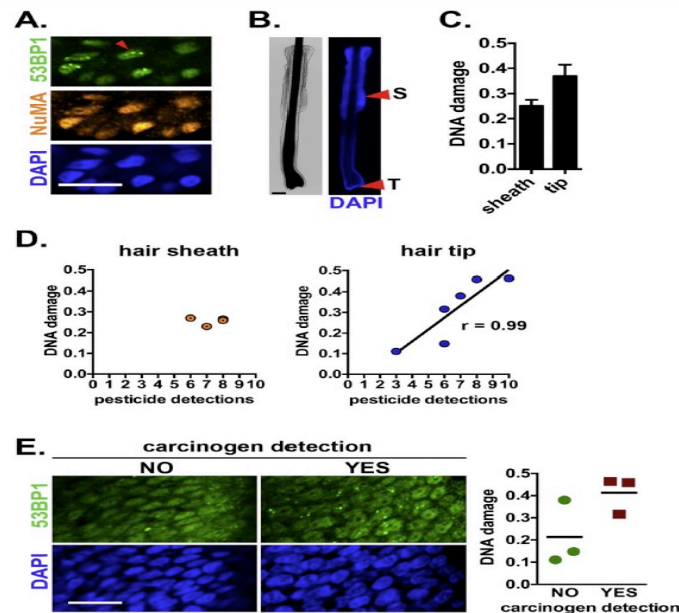 A.
53BP1
NuMA
DAPI
B.
S
T
DAPI
C.
DNA damage
0.5
0.4
0.3
0.2
0.1
0.0
sheath
tip
D.
hair sheath
DNA damage
0.5
0.4
0.3
0.2
0.1
0.0
0 1 2 3 4 5 6 7 8 9 10
pesticide detections
hair tip
DNA damage
0.5
0.4
0.3
0.2
0.1
0.0
r = 0.99
0 1 2 3 4 5 6 7 8 9 10
pesticide detections
E.
carcinogen detection
NO YES
53BP1
DAPI
DNA damage
0.5
0.4
0.3
0.2
0.1
0.0
NO YES
carcinogen detection